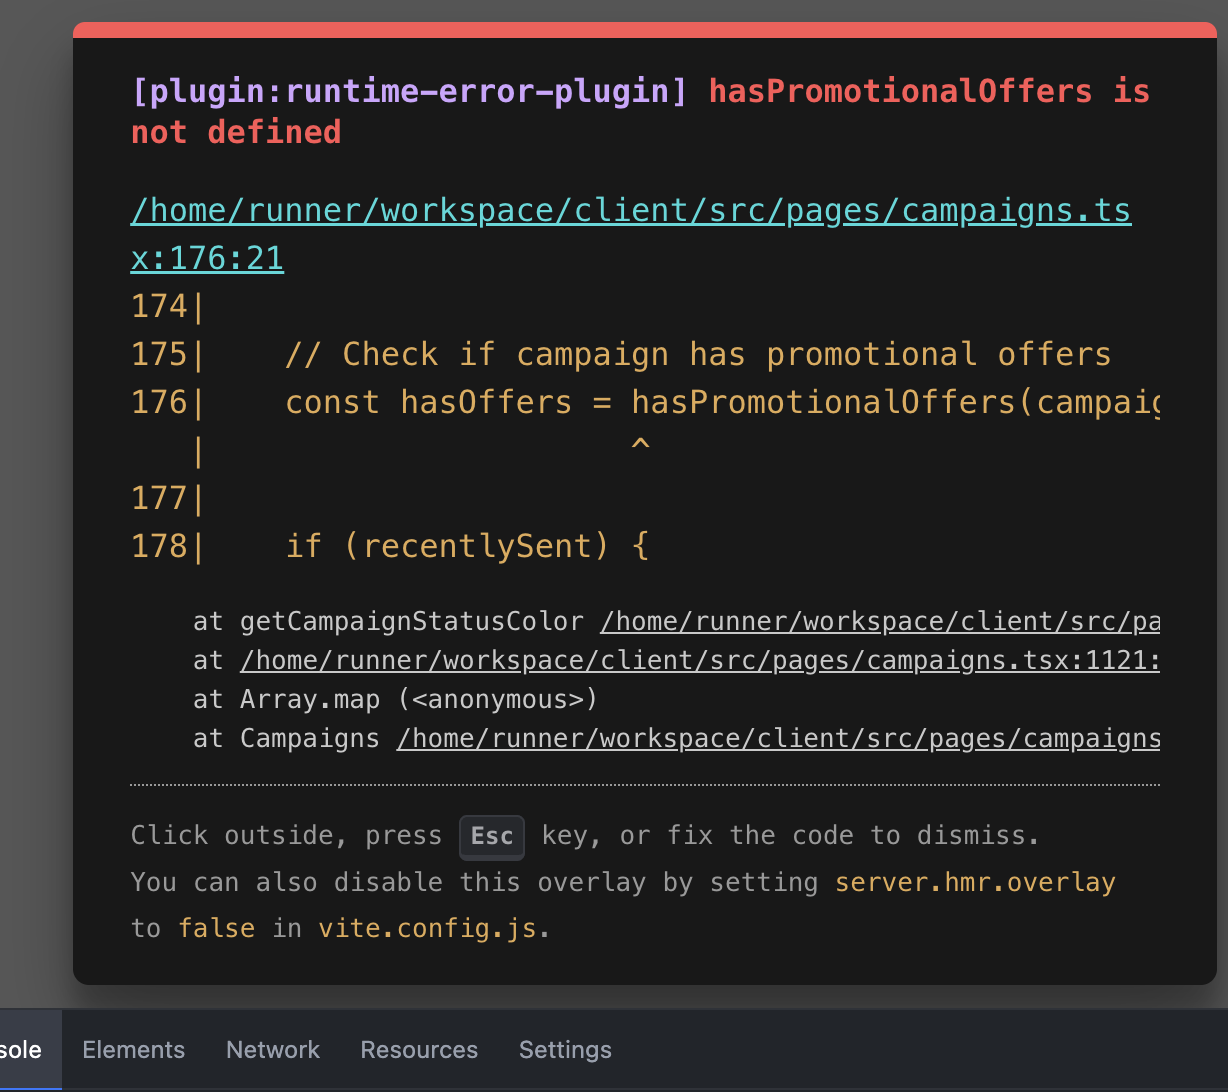 [plugin:runtime-error-plugin] hasPromotionalOffers is
not defined
/home/runner/workspace/client/src/pages/campaigns.ts
x:176:21
174|
175|    // Check if campaign has promotional offers
176|    const hasOffers = hasPromotionalOffers(campaig
   |                      ^
177|
178|    if (recentlySent) {
    at getCampaignStatusColor /home/runner/workspace/client/src/pa
    at /home/runner/workspace/client/src/pages/campaigns.tsx:1121:
    at Array.map (<anonymous>)
    at Campaigns /home/runner/workspace/client/src/pages/campaigns
Click outside, press Esc key, or fix the code to dismiss.
You can also disable this overlay by setting server.hmr.overlay
to false in vite.config.js.
sole Elements Network Resources Settings